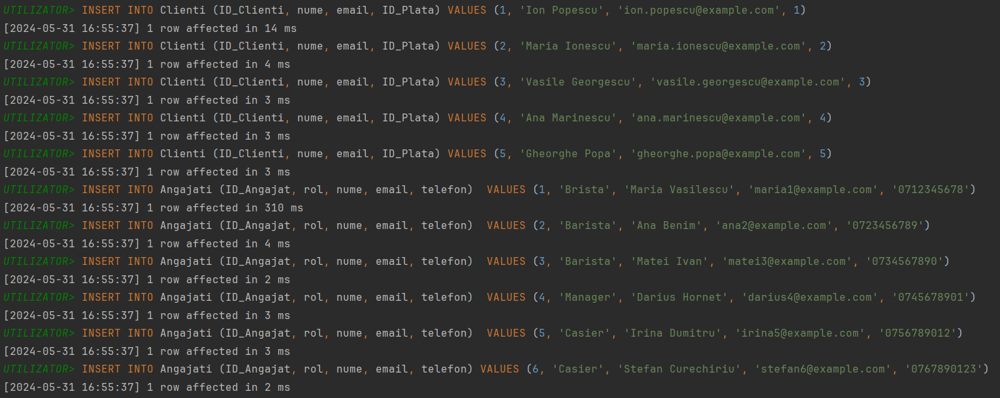 UTILIZATOR> INSERT INTO Clienti (ID_Clienti, nume, email, ID_Plata) VALUES (1, 'Ion Popescu', 'ion.popescu@example.com', 1)
[2024-05-31 16:55:37] 1 row affected in 14 ms
UTILIZATOR> INSERT INTO Clienti (ID_Clienti, nume, email, ID_Plata) VALUES (2, 'Maria Ionescu', 'maria.ionescu@example.com', 2)
[2024-05-31 16:55:37] 1 row affected in 4 ms
UTILIZATOR> INSERT INTO Clienti (ID_Clienti, nume, email, ID_Plata) VALUES (3, 'Vasile Georgescu', 'vasile.georgescu@example.com', 3)
[2024-05-31 16:55:37] 1 row affected in 3 ms
UTILIZATOR> INSERT INTO Clienti (ID_Clienti, nume, email, ID_Plata) VALUES (4, 'Ana Marinescu', 'ana.marinescu@example.com', 4)
[2024-05-31 16:55:37] 1 row affected in 3 ms
UTILIZATOR> INSERT INTO Clienti (ID_Clienti, nume, email, ID_Plata) VALUES (5, 'Gheorghe Popa', 'gheorghe.popa@example.com', 5)
[2024-05-31 16:55:37] 1 row affected in 3 ms
UTILIZATOR> INSERT INTO Angajati (ID_Angajat, rol, nume, email, telefon)  VALUES (1, 'Brista', 'Maria Vasilescu', 'maria1@example.com', '0712345678')
[2024-05-31 16:55:37] 1 row affected in 310 ms
UTILIZATOR> INSERT INTO Angajati (ID_Angajat, rol, nume, email, telefon)  VALUES (2, 'Barista', 'Ana Benim', 'ana2@example.com', '0723456789')
[2024-05-31 16:55:37] 1 row affected in 4 ms
UTILIZATOR> INSERT INTO Angajati (ID_Angajat, rol, nume, email, telefon)  VALUES (3, 'Barista', 'Matei Ivan', 'matei3@example.com', '0734567890')
[2024-05-31 16:55:37] 1 row affected in 2 ms
UTILIZATOR> INSERT INTO Angajati (ID_Angajat, rol, nume, email, telefon)  VALUES (4, 'Manager', 'Darius Hornet', 'darius4@example.com', '0745678901')
[2024-05-31 16:55:37] 1 row affected in 3 ms
UTILIZATOR> INSERT INTO Angajati (ID_Angajat, rol, nume, email, telefon)  VALUES (5, 'Casier', 'Irina Dumitru', 'irina5@example.com', '0756789012')
[2024-05-31 16:55:37] 1 row affected in 3 ms
UTILIZATOR> INSERT INTO Angajati (ID_Angajat, rol, nume, email, telefon) VALUES (6, 'Casier', 'Stefan Curechiriu', 'stefan6@example.com', '0767890123')
[2024-05-31 16:55:37] 1 row affected in 2 ms